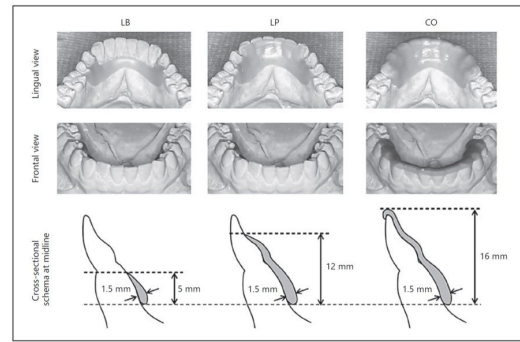 LB LP CO
Lingual view
Frontal view
Cross-sectional
schema at midline
1.5 mm 5 mm
1.5 mm 12 mm
1.5 mm 16 mm